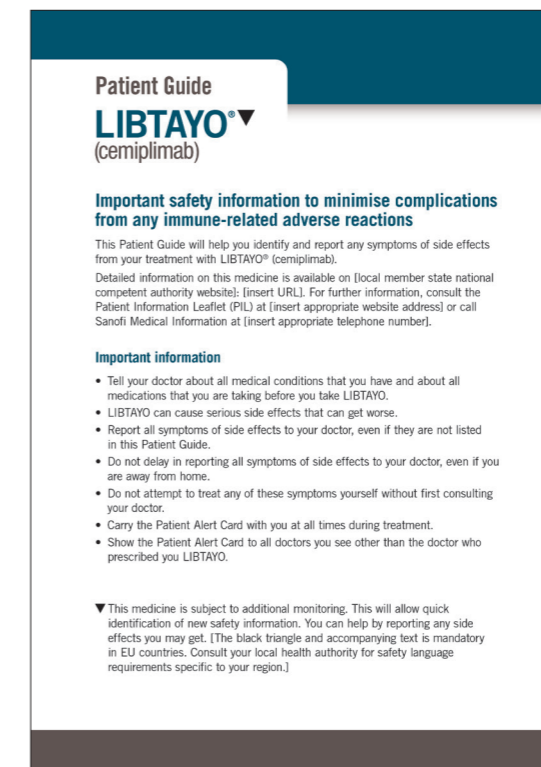 Patient Guide
LIBTAYO®▼
(cemiplimab)
Important safety information to minimise complications
from any immune-related adverse reactions
This Patient Guide will help you identify and report any symptoms of side effects
from your treatment with LIBTAYO® (cemiplimab).
Detailed information on this medicine is available on [local member state national
competent authority website]: [insert URL]. For further information, consult the
Patient Information Leaflet (PIL) at [insert appropriate website address] or call
Sanofi Medical Information at [insert appropriate telephone number].
Important information
• Tell your doctor about all medical conditions that you have and about all
medications that you are taking before you take LIBTAYO.
• LIBTAYO can cause serious side effects that can get worse.
• Report all symptoms of side effects to your doctor, even if they are not listed
in this Patient Guide.
• Do not delay in reporting all symptoms of side effects to your doctor, even if you
are away from home.
• Do not attempt to treat any of these symptoms yourself without first consulting
your doctor.
• Carry the Patient Alert Card with you at all times during treatment.
• Show the Patient Alert Card to all doctors you see other than the doctor who
prescribed you LIBTAYO.
▼This medicine is subject to additional monitoring. This will allow quick
identification of new safety information. You can help by reporting any side
effects you may get. [The black triangle and accompanying text is mandatory
in EU countries. Consult your local health authority for safety language
requirements specific to your region.]